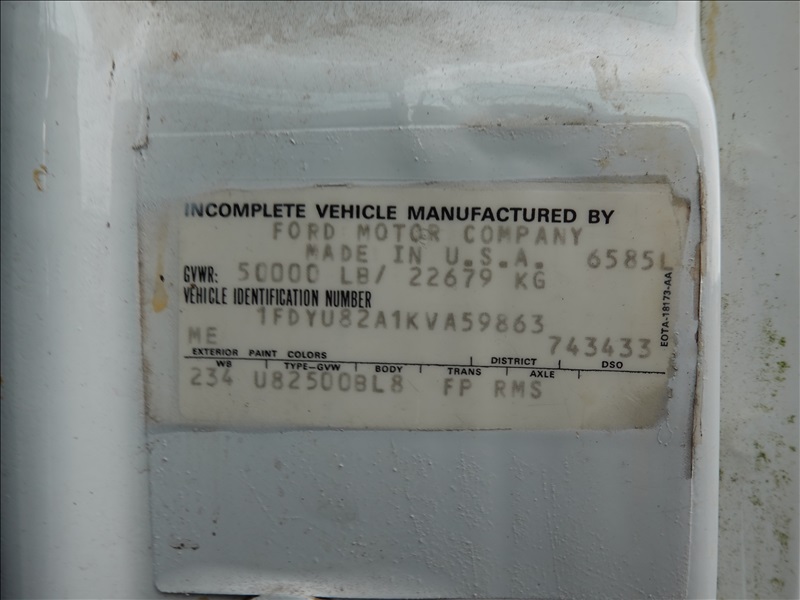 INCOMPLETE VEHICLE MANUFACTURED BY
FORD MOTOR COMPANY
MADE IN U.S.A. 6585L
GVWR: 50000 LB/ 22679 KG
VEHICLE IDENTIFICATION NUMBER
1FDYU82A1KVA59863
ME 743433
EXTERIOR PAINT COLORS DISTRICT DSO
WB TYPE-GVW BODY TRANS AXLE
234 U82500BL8 FP RMS
EOTA-18173-AA